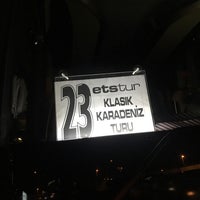 23
etstur
KLASİK
KARADENİZ
TURU